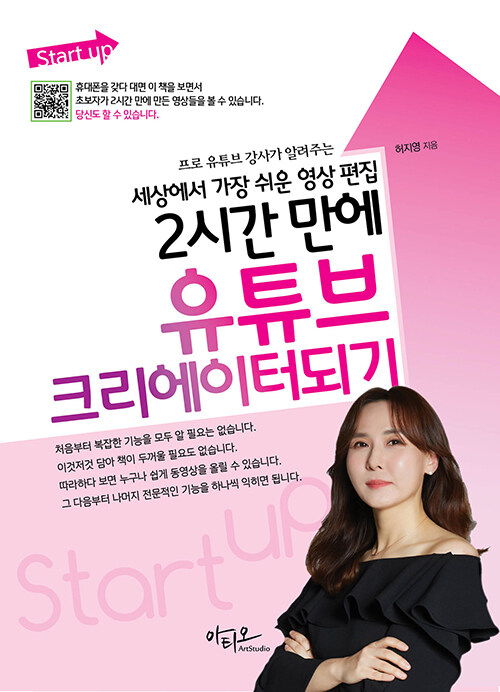 Start up
휴대폰을 갖다 대면 이 책을 보면서
초보자가 2시간 만에 만든 영상들을 볼 수 있습니다.
당신도 할 수 있습니다.
허지영 지음
프로 유튜브 강사가 알려주는
세상에서 가장 쉬운 영상 편집
2시간 만에
유튜브
크리에이터되기
처음부터 복잡한 기능을 모두 알 필요는 없습니다.
이것저것 담아 책이 두꺼울 필요도 없습니다.
따라하다 보면 누구나 쉽게 동영상을 올릴 수 있습니다.
그 다음부터 나머지 전문적인 기능을 하나씩 익히면 됩니다.
Start up
아티오
ArtStudio